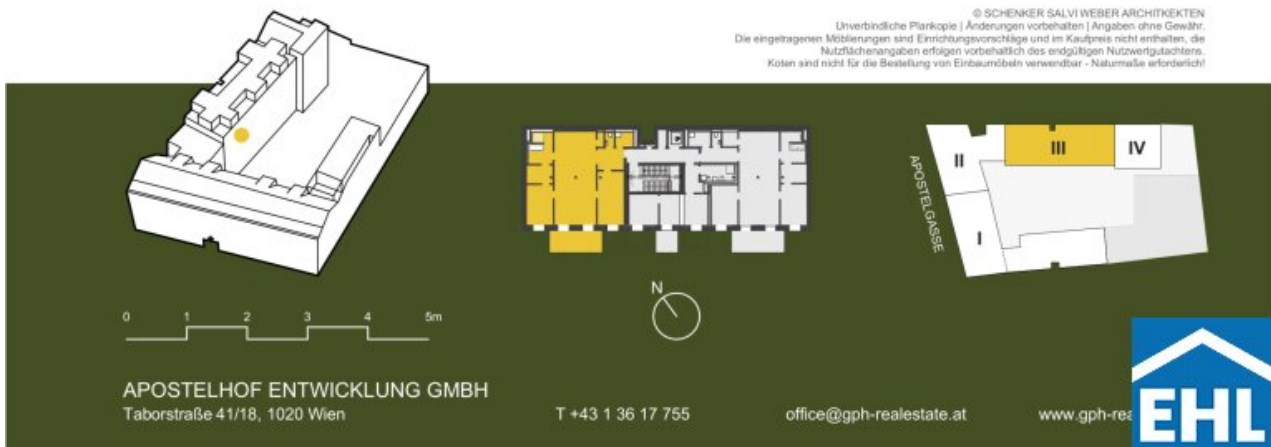 © SCHENKER SALVI WEBER ARCHITKEKTEN
Unverbindliche Plankopie | Änderungen vorbehalten | Angaben ohne Gewähr.
Die eingetragenen Möblierungen sind Einrichtungsvorschläge und im Kaufpreis nicht enthalten, die
Nutzflächenangaben erfolgen vorbehaltlich des endgültigen Nutzwertgutachtens.
Koten sind nicht für die Bestellung von Einbaumöbeln verwendbar - Naturmaße erforderlich!
II
III
IV
I
APOSTELGASSE
N
0 1 2 3 4 5m
APOSTELHOF ENTWICKLUNG GMBH
Taborstraße 41/18, 1020 Wien
T +43 1 36 17 755
office@gph-realestate.at
www.gph-rea
EHL